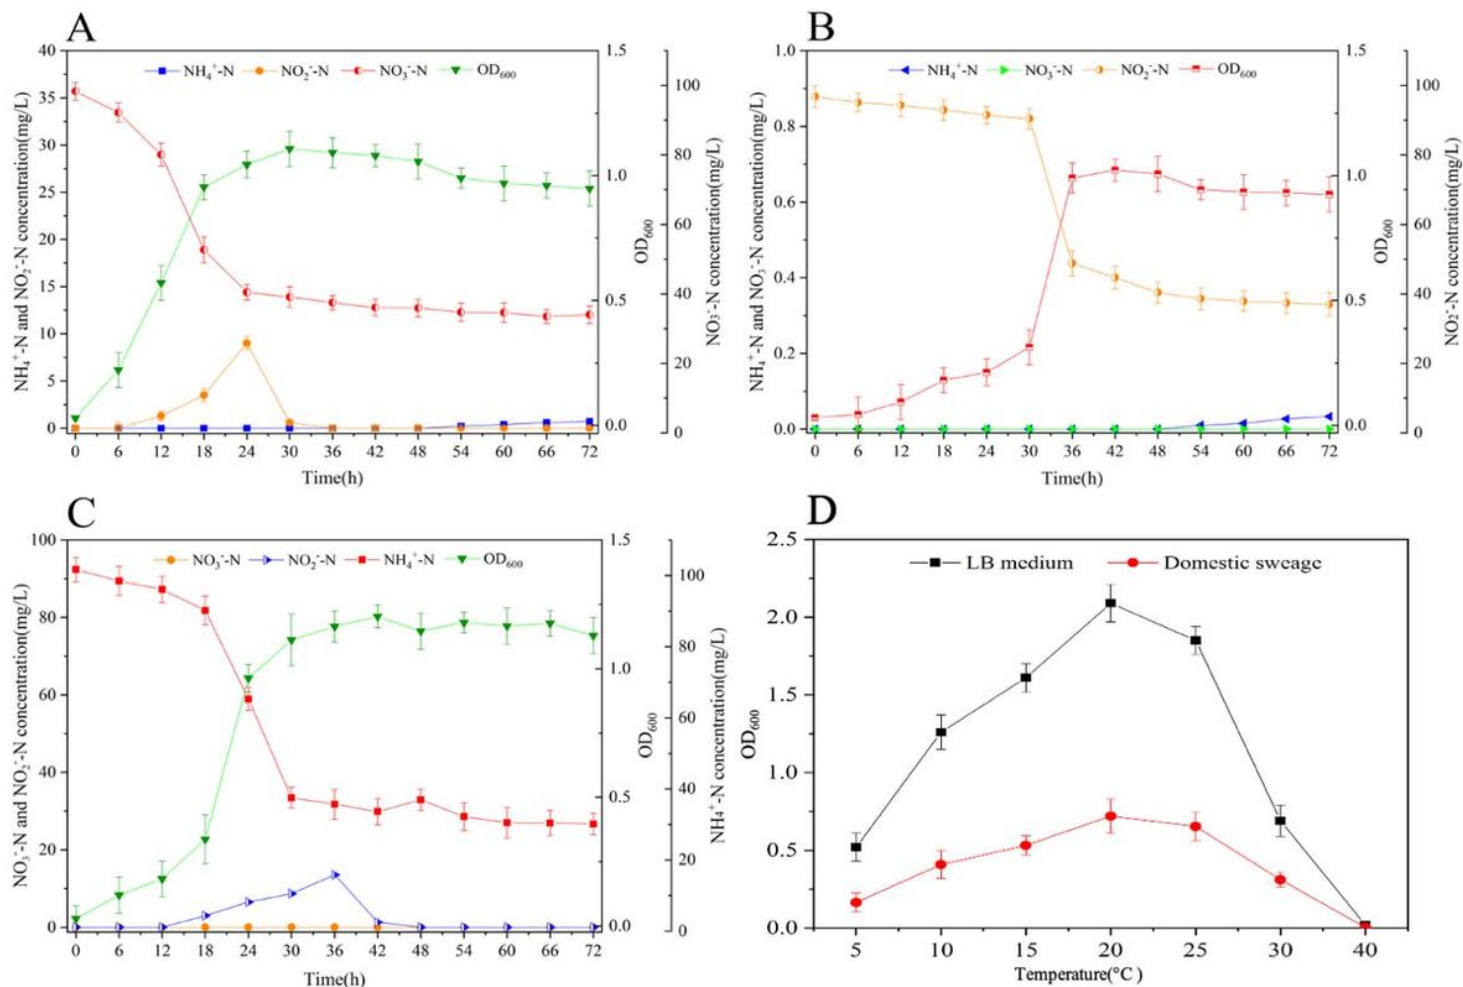 A
NH₄⁺-N NO₂⁻-N NO₃⁻-N OD₆₀₀
NH₄⁺-N and NO₂⁻-N concentration(mg/L)
40
35
30
25
20
15
10
5
0
1.5
1.0
0.5
0.0
OD₆₀₀
100
80
60
40
20
0
NO₃⁻-N concentration(mg/L)
0 6 12 18 24 30 36 42 48 54 60 66 72
Time(h)
B
NH₄⁺-N NO₃⁻-N NO₂⁻-N OD₆₀₀
NH₄⁺-N and NO₃⁻-N concentration(mg/L)
1.0
0.8
0.6
0.4
0.2
0.0
1.5
1.0
0.5
0.0
OD₆₀₀
100
80
60
40
20
0
NO2⁻-N concentration(mg/L)
0 6 12 18 24 30 36 42 48 54 60 66 72
Time(h)
C
NO₃⁻-N NO₂⁻-N NH₄⁺-N OD₆₀₀
NO₃⁻-N and NO₂⁻-N concentration(mg/L)
100
80
60
40
20
0
1.5
1.0
0.5
0.0
OD₆₀₀
100
80
60
40
20
0
NH4⁺-N concentration(mg/L)
0 6 12 18 24 30 36 42 48 54 60 66 72
Time(h)
D
LB medium Domestic sweage
OD₆₀₀
2.5
2.0
1.5
1.0
0.5
0.0
5 10 15 20 25 30 40
Temperature(°C )